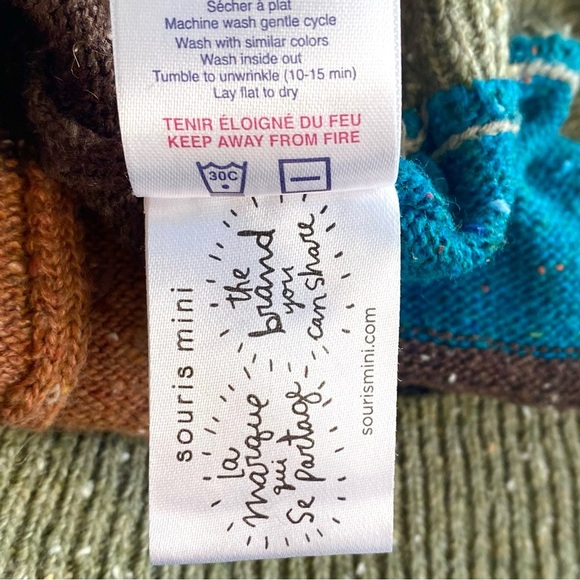 Sécher à plat
Machine wash gentle cycle
Wash with similar colors
Wash inside out
Tumble to unwrinkle (10-15 min)
Lay flat to dry
TENIR ÉLOIGNÉ DU FEU
KEEP AWAY FROM FIRE
30C
souris mini
la
marque
qui
se partage
the
brand
you
can share
sourismini.com